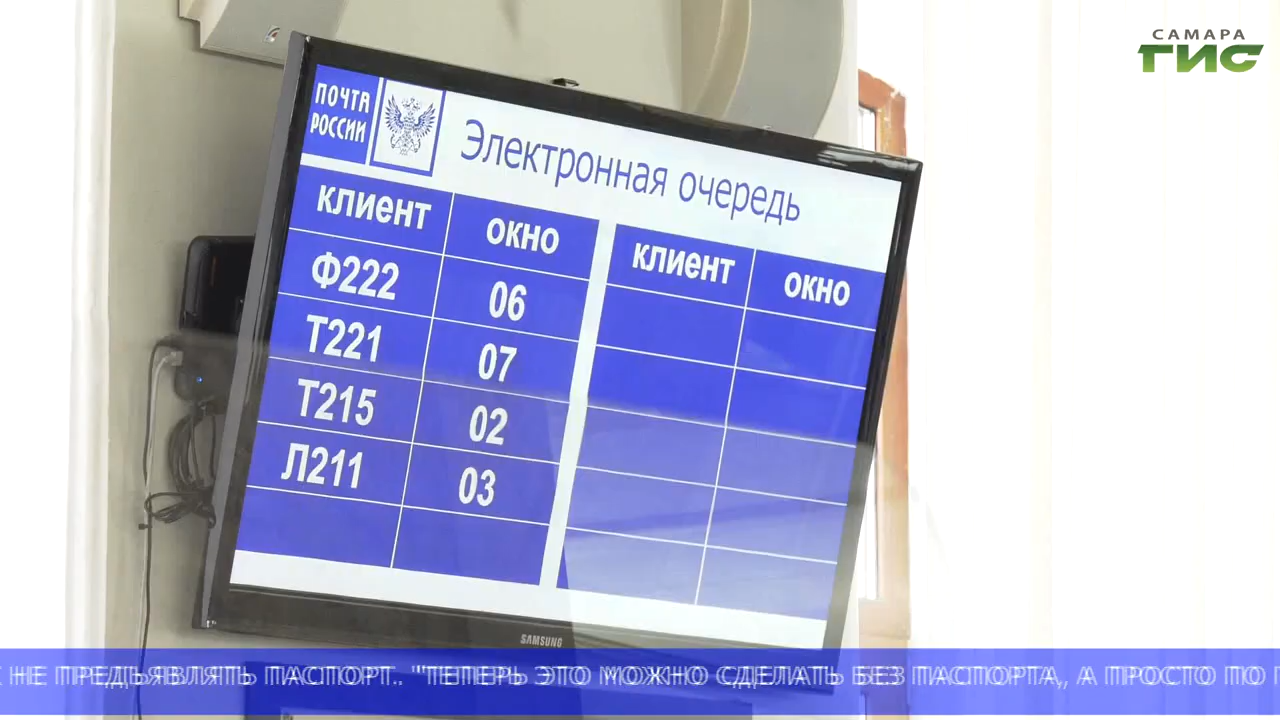 САМАРА
ГИС
ПОЧТА
РОССИИ
Электронная очередь
клиент окно клиент окно
Ф222 06
Т221 07
Т215 02
Л211 03
SAMSUNG
НЕ ПРЕДЪЯВЛЯТЬ ПАСПОРТ.. "ТЕПЕРЬ ЭТО МОЖНО СДЕЛАТЬ БЕЗ ПАСПОРТА,, А ПРОСТО ПО